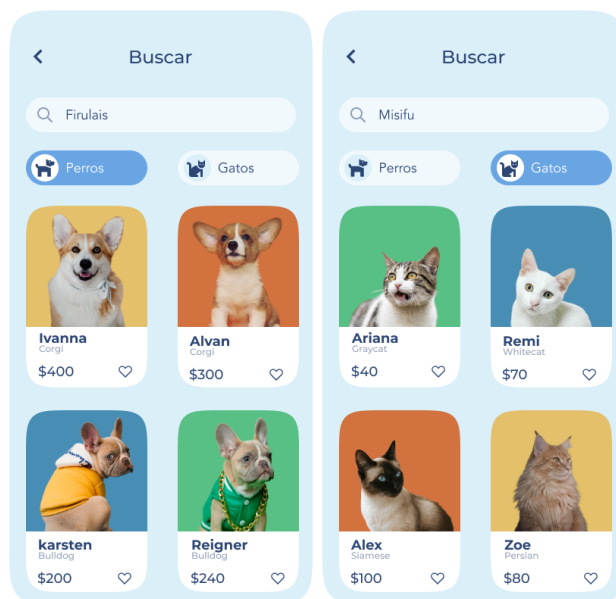 Buscar
Firulais
Perros
Gatos
Ivanna
Corgi
$400
Alvan
Corgi
$300
karsten
Bulldog
$200
Reigner
Bulldog
$240
Buscar
Misifu
Perros
Gatos
Ariana
Graycat
$40
Remi
Whitecat
$70
Alex
Siamese
$100
Zoe
Persian
$80